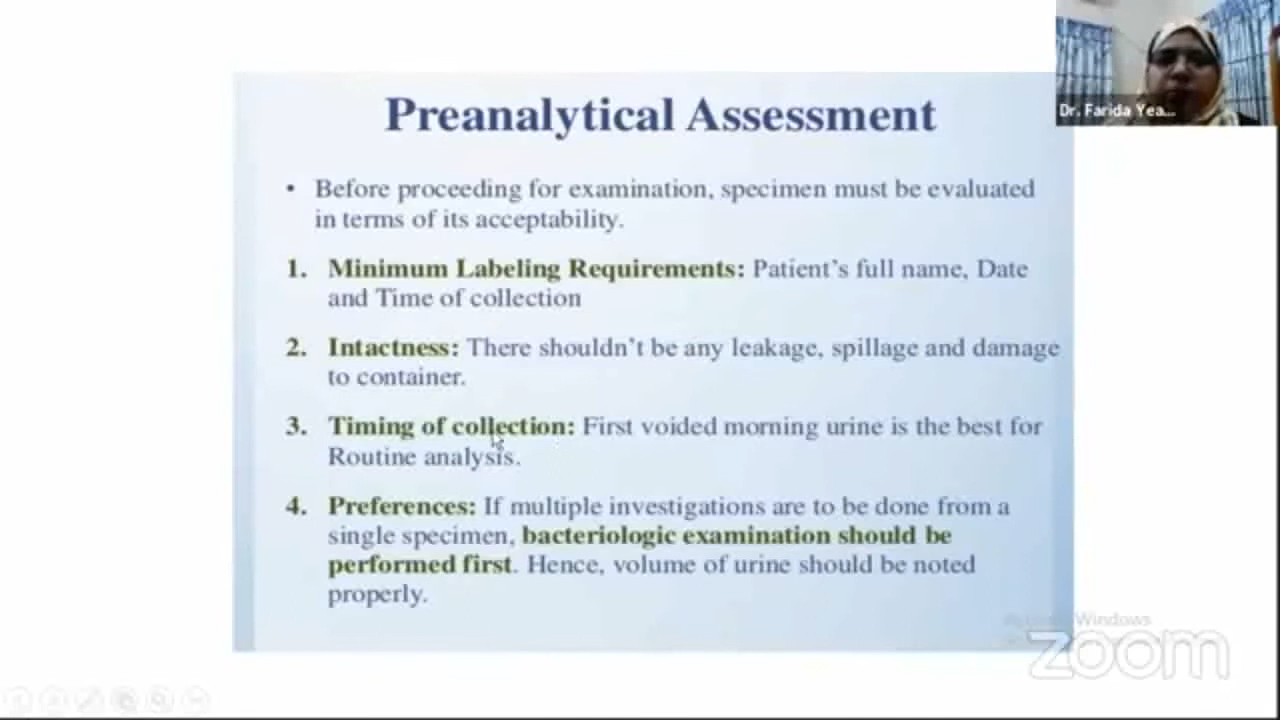 Preanalytical Assessment
Dr. Farida Yea...
• Before proceeding for examination, specimen must be evaluated
in terms of its acceptability.
1. Minimum Labeling Requirements: Patient's full name, Date
and Time of collection
2. Intactness: There shouldn't be any leakage, spillage and damage
to container.
3. Timing of collection: First voided morning urine is the best for
Routine analysis.
4. Preferences: If multiple investigations are to be done from a
single specimen, bacteriologic examination should be
performed first. Hence, volume of urine should be noted
properly.
Windows
zoom